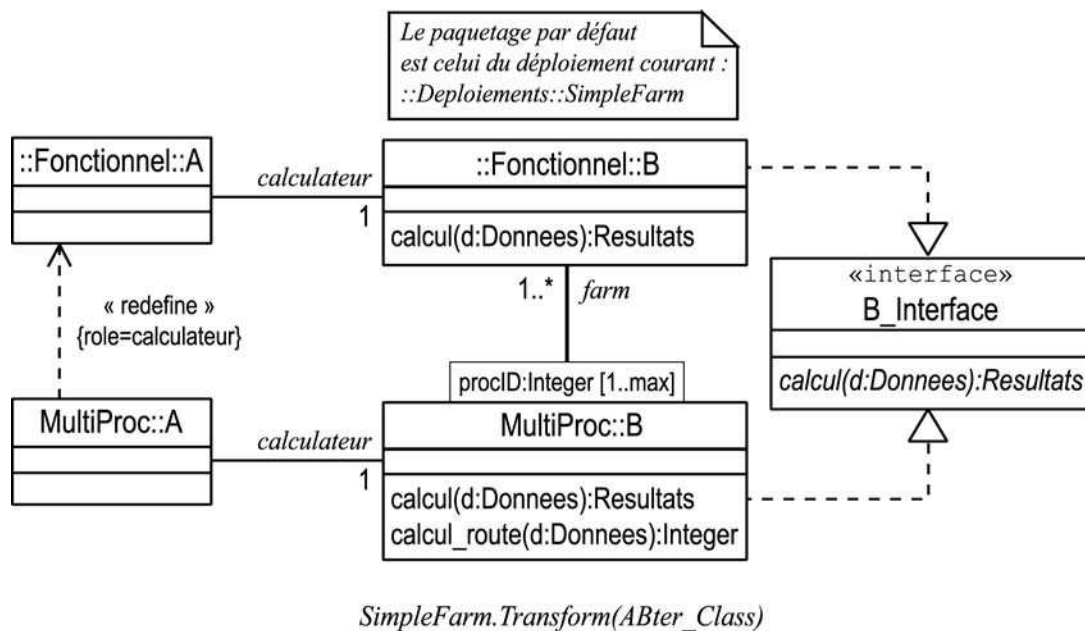 Le paquetage par défaut
est celui du déploiement courant :
::Deploiements::SimpleFarm
::Fonctionnel::A
calculateur
1
::Fonctionnel::B
calcul(d:Donnees):Resultats
«interface»
B_Interface
calcul(d:Donnees):Resultats
« redefine »
{role=calculateur}
1..*
farm
procID:Integer [1..max]
MultiProc::A
calculateur
1
MultiProc::B
calcul(d:Donnees):Resultats
calcul_route(d:Donnees):Integer
SimpleFarm.Transform(ABter_Class)